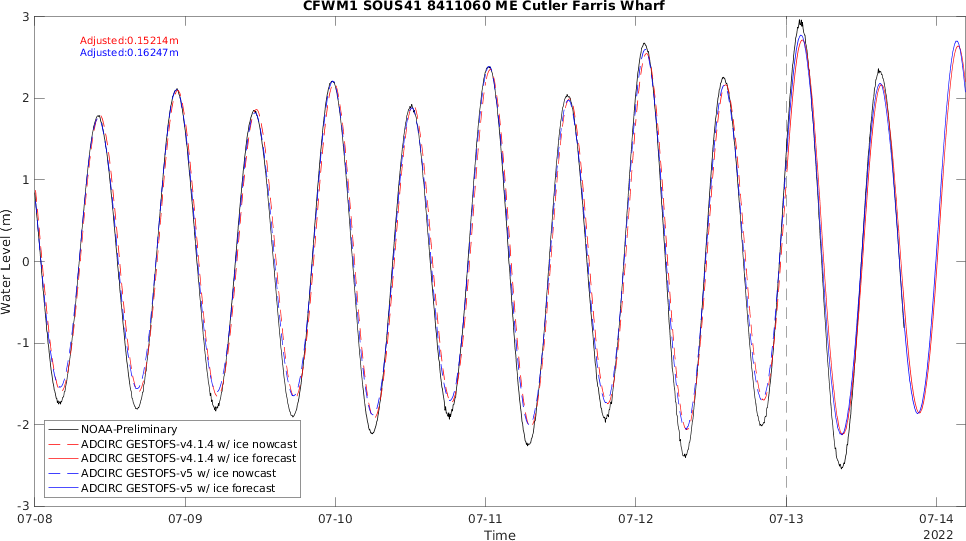 CFWM1 SOUS41 8411060 ME Cutler Farris Wharf
Adjusted:0.15214m
Adjusted:0.16247m
3
2
1
0
-1
-2
-3
Water Level (m)
NOAA-Preliminary
ADCIRC GESTOFS-v4.1.4 w/ ice nowcast
ADCIRC GESTOFS-v4.1.4 w/ ice forecast
ADCIRC GESTOFS-v5 w/ ice nowcast
ADCIRC GESTOFS-v5 w/ ice forecast
07-08 07-09 07-10 07-11 07-12 07-13 07-14
Time
2022